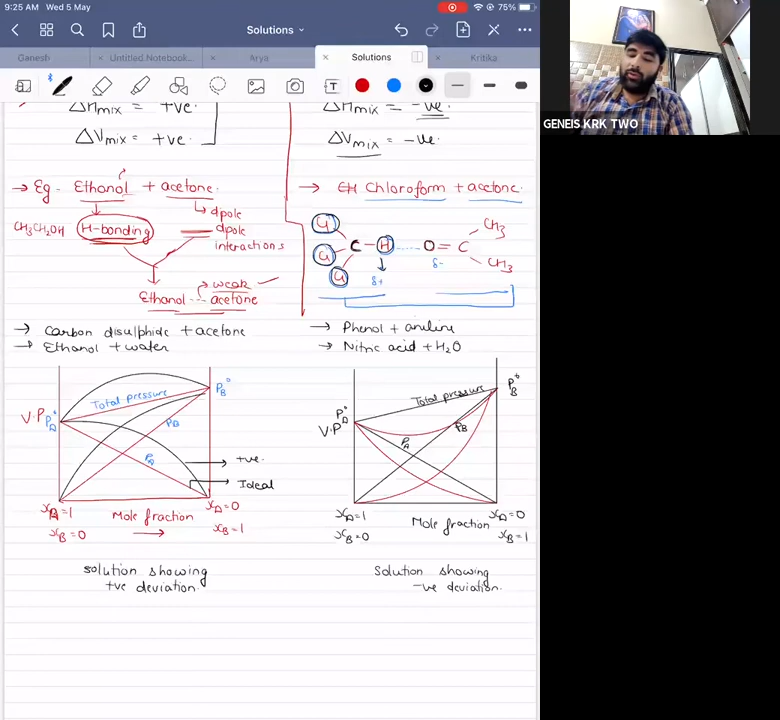 9:25 AM Wed 5 May
75%
Solutions
Ganesh
Untitled Notebook...
Arya
Solutions
Kritika
GENEIS KRK TWO
ΔHmix = +ve.
ΔVmix = +ve.
→ Eg - Ethanol + acetone.
dipole
dipole
interactions
CH3CH2OH H-bonding
weak
Ethanol --- acetone
→ Carbon disulphide + acetone
→ Ethanol + water
Total pressure
PB°
V.P PA°
PB
PA
+ve.
Ideal
xA=1
xB=0
Mole fraction →
xA=0
xB=1
solution showing
+ve deviation.
ΔHmix = -ve.
ΔVmix = -ve.
→ CH Chloroform + acetone
Cl
Cl
Cl
C-H
O=C
CH3
CH3
δ+
δ-
→ Phenol + aniline
→ Nitric acid + H2O
Total pressure
PB°
PA°
V.P
PA
PB
xA=1
xB=0
Mole fraction
xA=0
xB=1
Solution showing
-ve deviation.